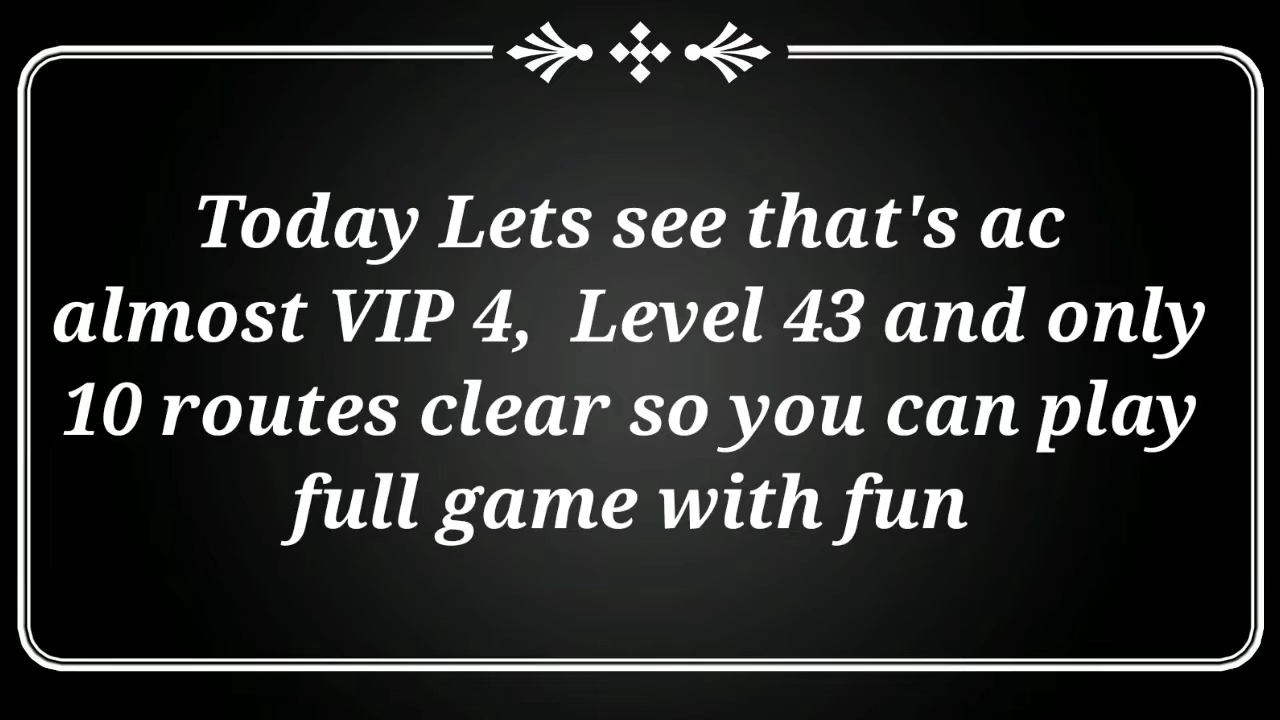 Today Lets see that's ac
almost VIP 4,  Level 43 and only
10 routes clear so you can play
full game with fun